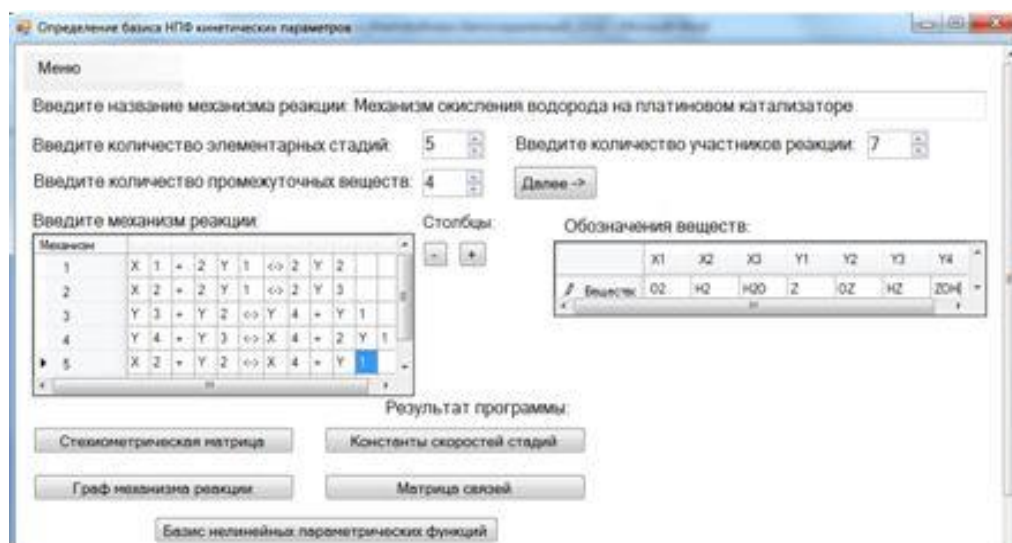 Определение базиса НПФ кинетических параметров
Меню
Введите название механизма реакции: Механизм окисления водорода на платиновом катализаторе
Введите количество элементарных стадий: 5 Введите количество участников реакции: 7
Введите количество промежуточных веществ: 4 Далее ->
Введите механизм реакции: Столбцы: Обозначения веществ:
- +
Механизм
1 X 1 + 2 Y 1 <-> 2 Y 2
2 X 2 + 2 Y 1 <-> 2 Y 3
3 Y 3 + Y 2 <-> Y 4 + Y 1
4 Y 4 + Y 3 <-> X 4 + 2 Y 1
5 X 2 + Y 2 <-> X 4 + Y 1
X1 X2 X3 Y1 Y2 Y3 Y4
Веществ O2 H2 H2O Z OZ HZ ZOH
Результат программы:
Стехиометрическая матрица Константы скоростей стадий
Граф механизма реакции Матрица связей
Базис нелинейных параметрических функций